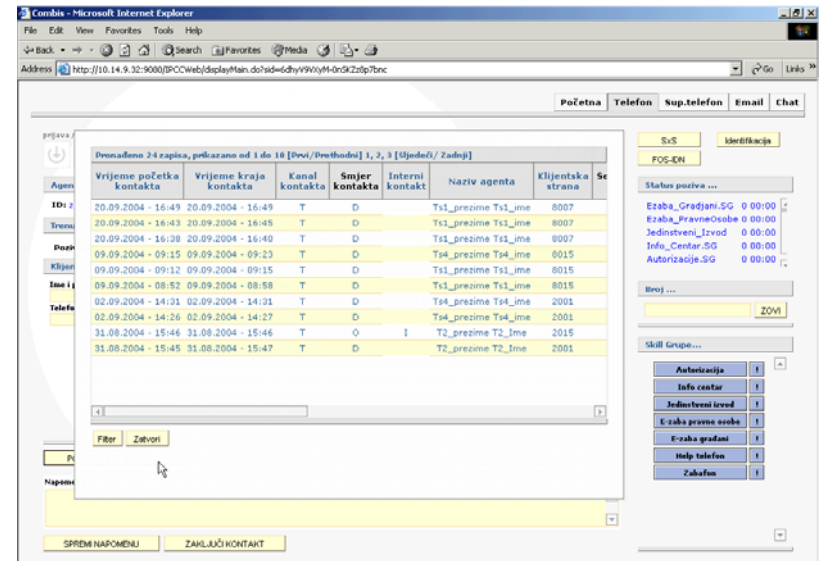 Combis - Microsoft Internet Explorer
File Edit View Favorites Tools Help
Back Search Favorites Media
Address http://10.14.9.32:9080/IPCCWeb/displayMain.do?sid= Go Links »
Početna Telefon Sup.telefon Email Chat
prijava /
SxS Identifikacija
FOS-IDN
Pronađeno 24 zapisa, prikazano od 1 do 10 [Prvi/Prethodni] 1, 2, 3 [Sljedeći/ Zadnji]
Vrijeme početka kontakta Vrijeme kraja kontakta Kanal kontakta Smjer kontakta Interni kontakt Naziv agenta Klijentska strana Se
20.09.2004 - 16:49 20.09.2004 - 16:49 T D Ts1_prezime Ts1_ime 8007
20.09.2004 - 16:43 20.09.2004 - 16:45 T D Ts1_prezime Ts1_ime 8007
20.09.2004 - 16:38 20.09.2004 - 16:40 T D Ts1_prezime Ts1_ime 8007
09.09.2004 - 09:15 09.09.2004 - 09:23 T D Ts4_prezime Ts4_ime 8015
09.09.2004 - 09:12 09.09.2004 - 09:15 T D Ts1_prezime Ts1_ime 8015
09.09.2004 - 08:52 09.09.2004 - 08:58 T D Ts1_prezime Ts1_ime 8015
02.09.2004 - 14:31 02.09.2004 - 14:31 T D Ts4_prezime Ts4_ime 2001
02.09.2004 - 14:26 02.09.2004 - 14:27 T D Ts4_prezime Ts4_ime 2001
31.08.2004 - 15:46 31.08.2004 - 15:46 T O I T2_prezime T2_Ime 2015
31.08.2004 - 15:45 31.08.2004 - 15:47 T D T2_prezime T2_Ime 2001
Filter Zatvori
Agen
ID:
Trenu
Poziv
Klijen
Ime i p
Telefo
Po
Napome
SPREMI NAPOMENU ZAKLJUČI KONTAKT
Status poziva ...
Ezaba_Gradjani.SG 0 00:00
Ezaba_PravneOsobe 0 00:00
Jedinstveni_Izvod 0 00:00
Info_Centar.SG 0 00:00
Autorizacije.SG 0 00:00
Broj ...
ZOVI
Skill Grupe...
Autorizacija !
Info centar !
Jedinstveni izvod !
E-zaba pravne osobe !
E-zaba građani !
Help telefon !
Zabafon !